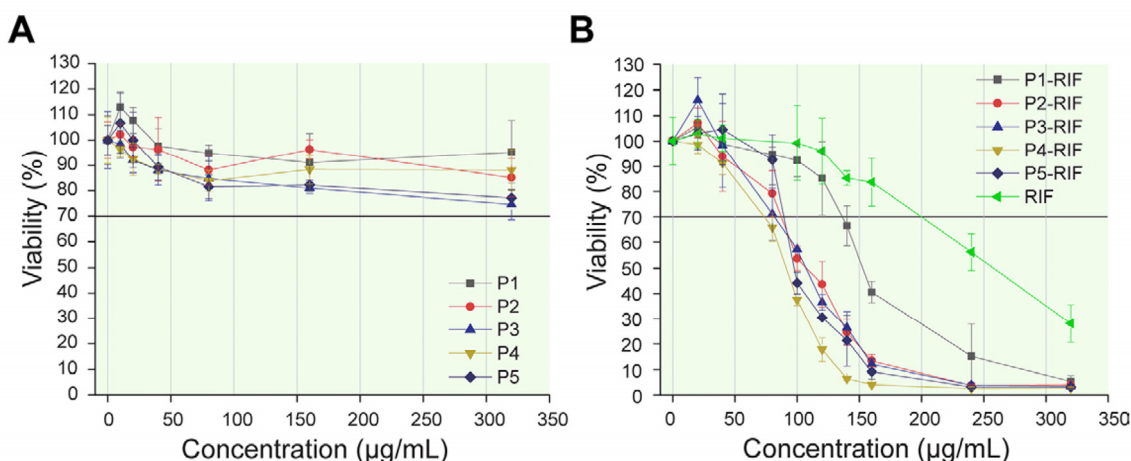 A
130
120
110
100
90
80
70
60
50
40
30
20
10
0
Viability (%)
P1
P2
P3
P4
P5
0 50 100 150 200 250 300 350
Concentration (µg/mL)
B
130
120
110
100
90
80
70
60
50
40
30
20
10
0
Viability (%)
P1-RIF
P2-RIF
P3-RIF
P4-RIF
P5-RIF
RIF
0 50 100 150 200 250 300 350
Concentration (µg/mL)